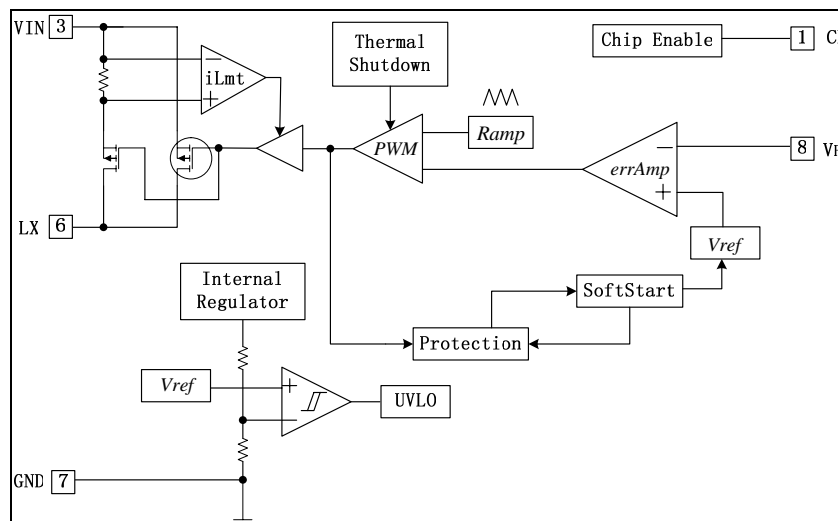 VIN 3
Thermal
Shutdown
Chip Enable
1
iLmt
PWM
Ramp
errAmp
8
LX 6
Vref
Internal
Regulator
SoftStart
Protection
Vref
UVLO
GND 7